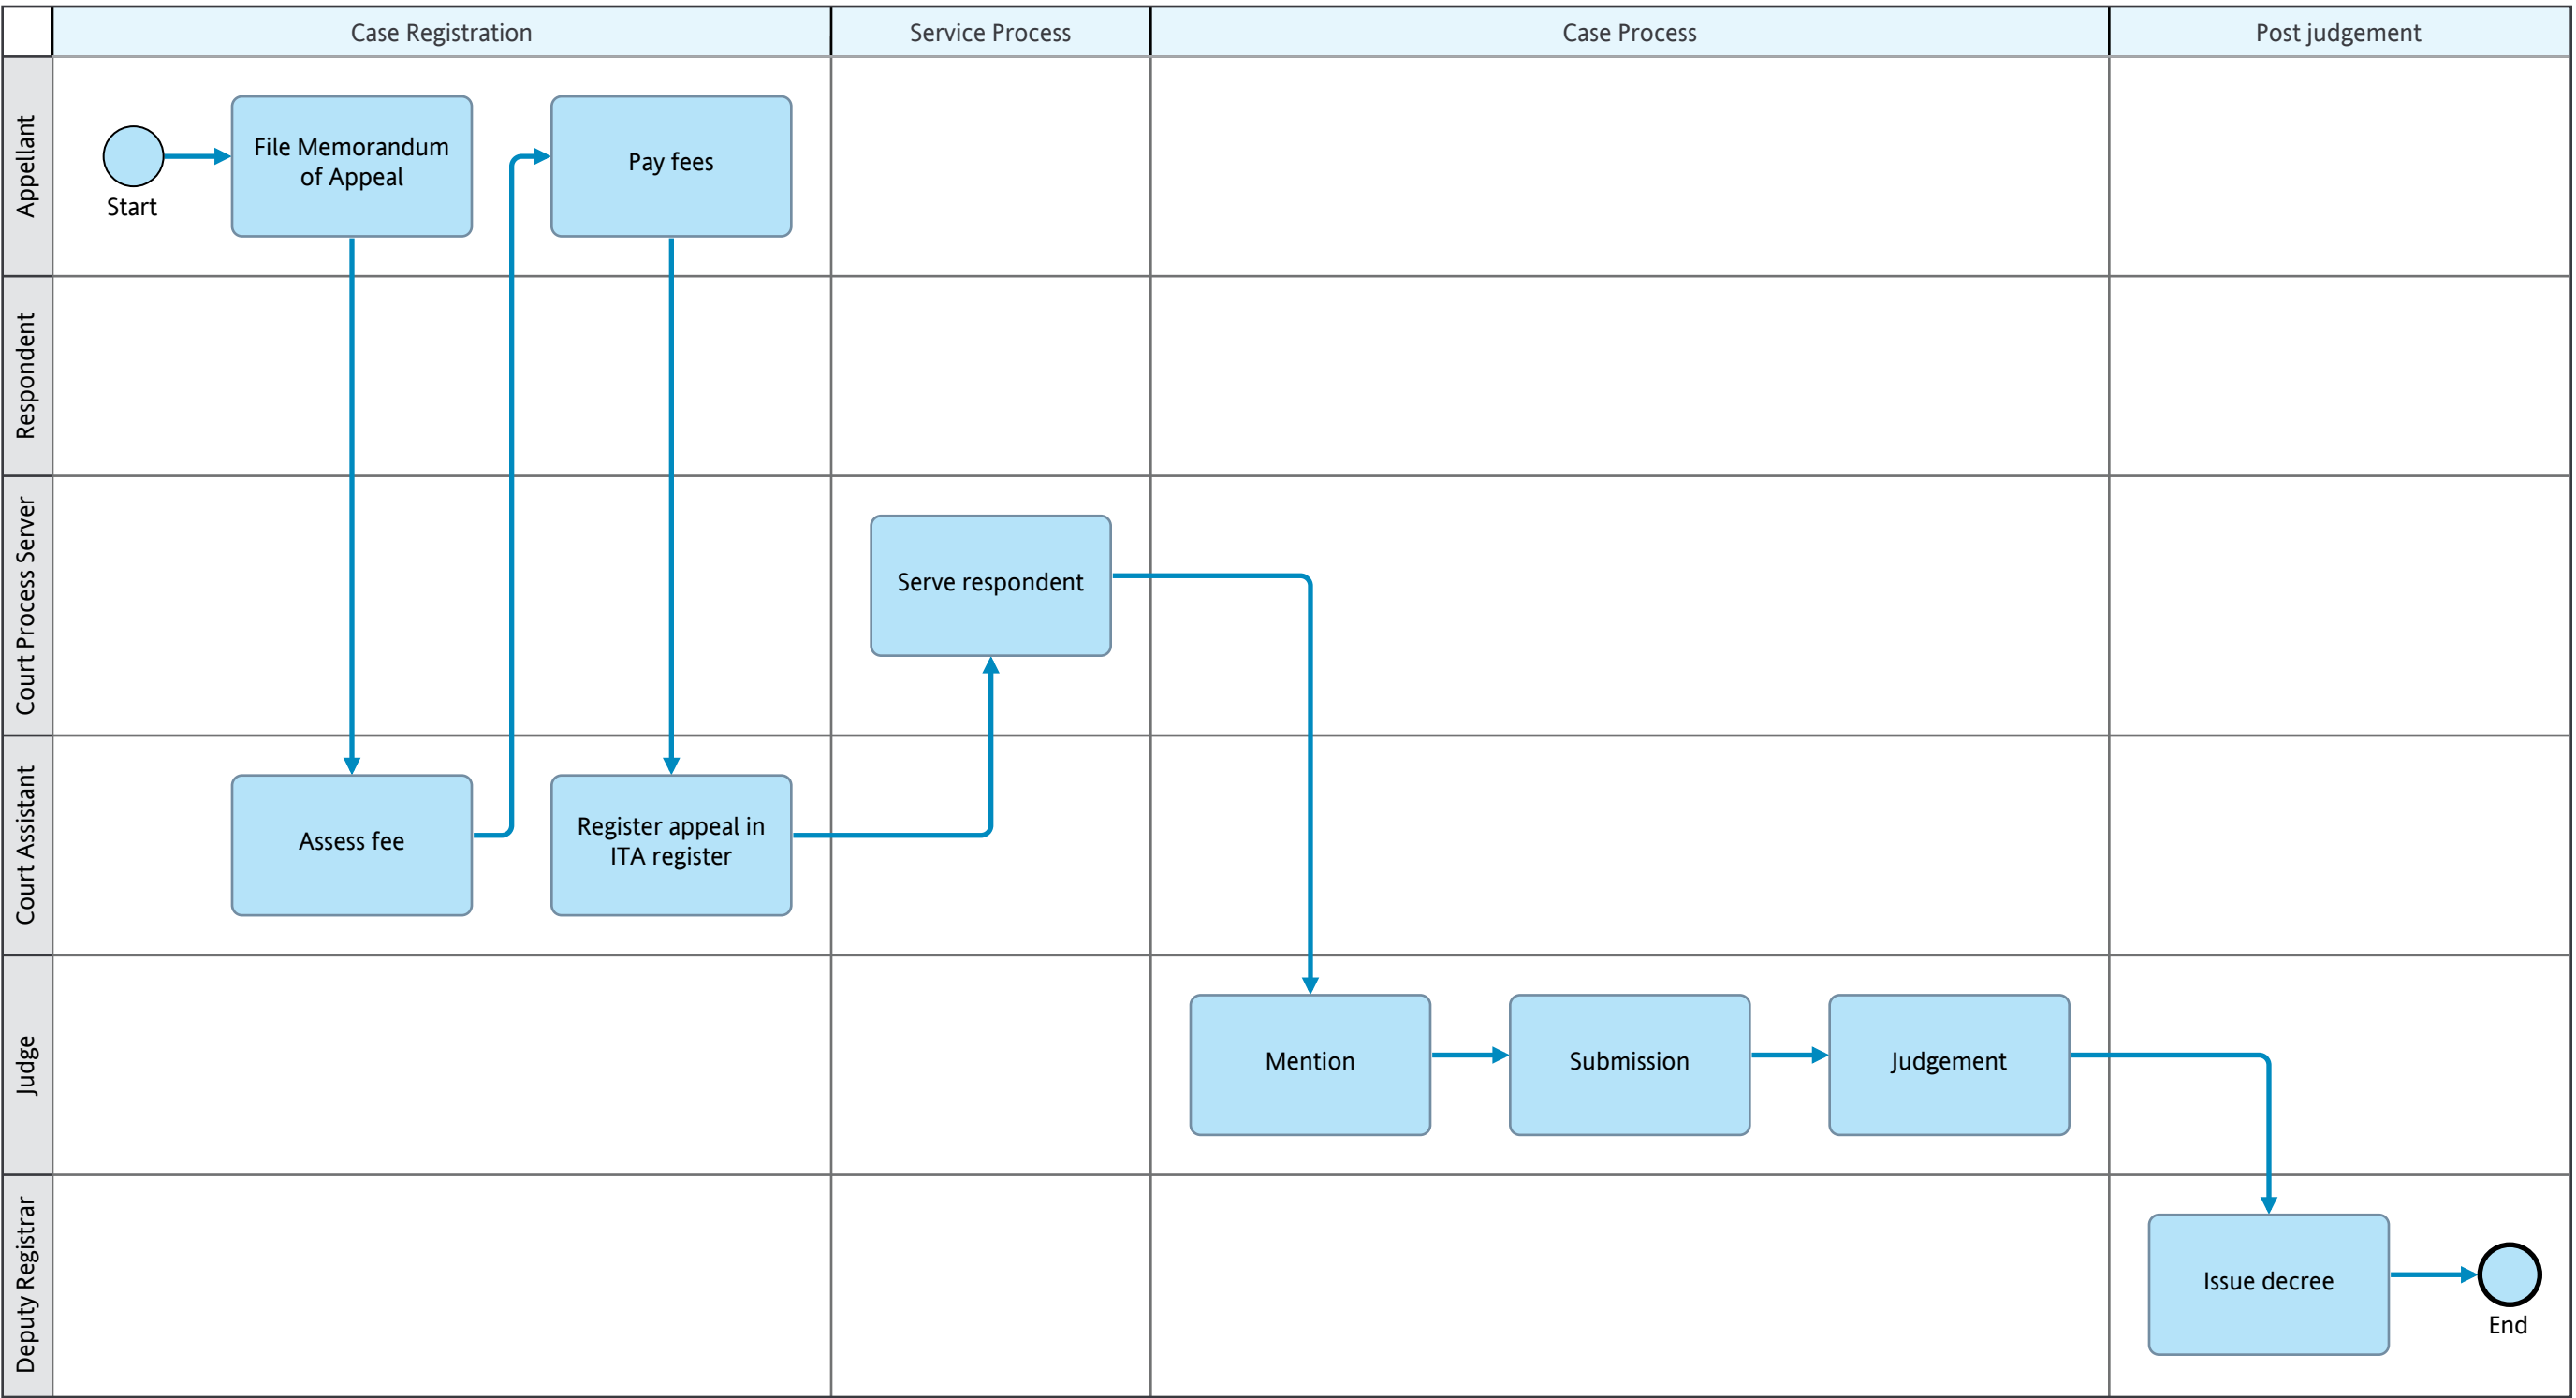 Case Registration
Service Process
Case Process
Post judgement
Appellant
Start
File Memorandum
of Appeal
Pay fees
Respondent
Court Process Server
Serve respondent
Court Assistant
Assess fee
Register appeal in
ITA register
Judge
Mention
Submission
Judgement
Deputy Registrar
Issue decree
End